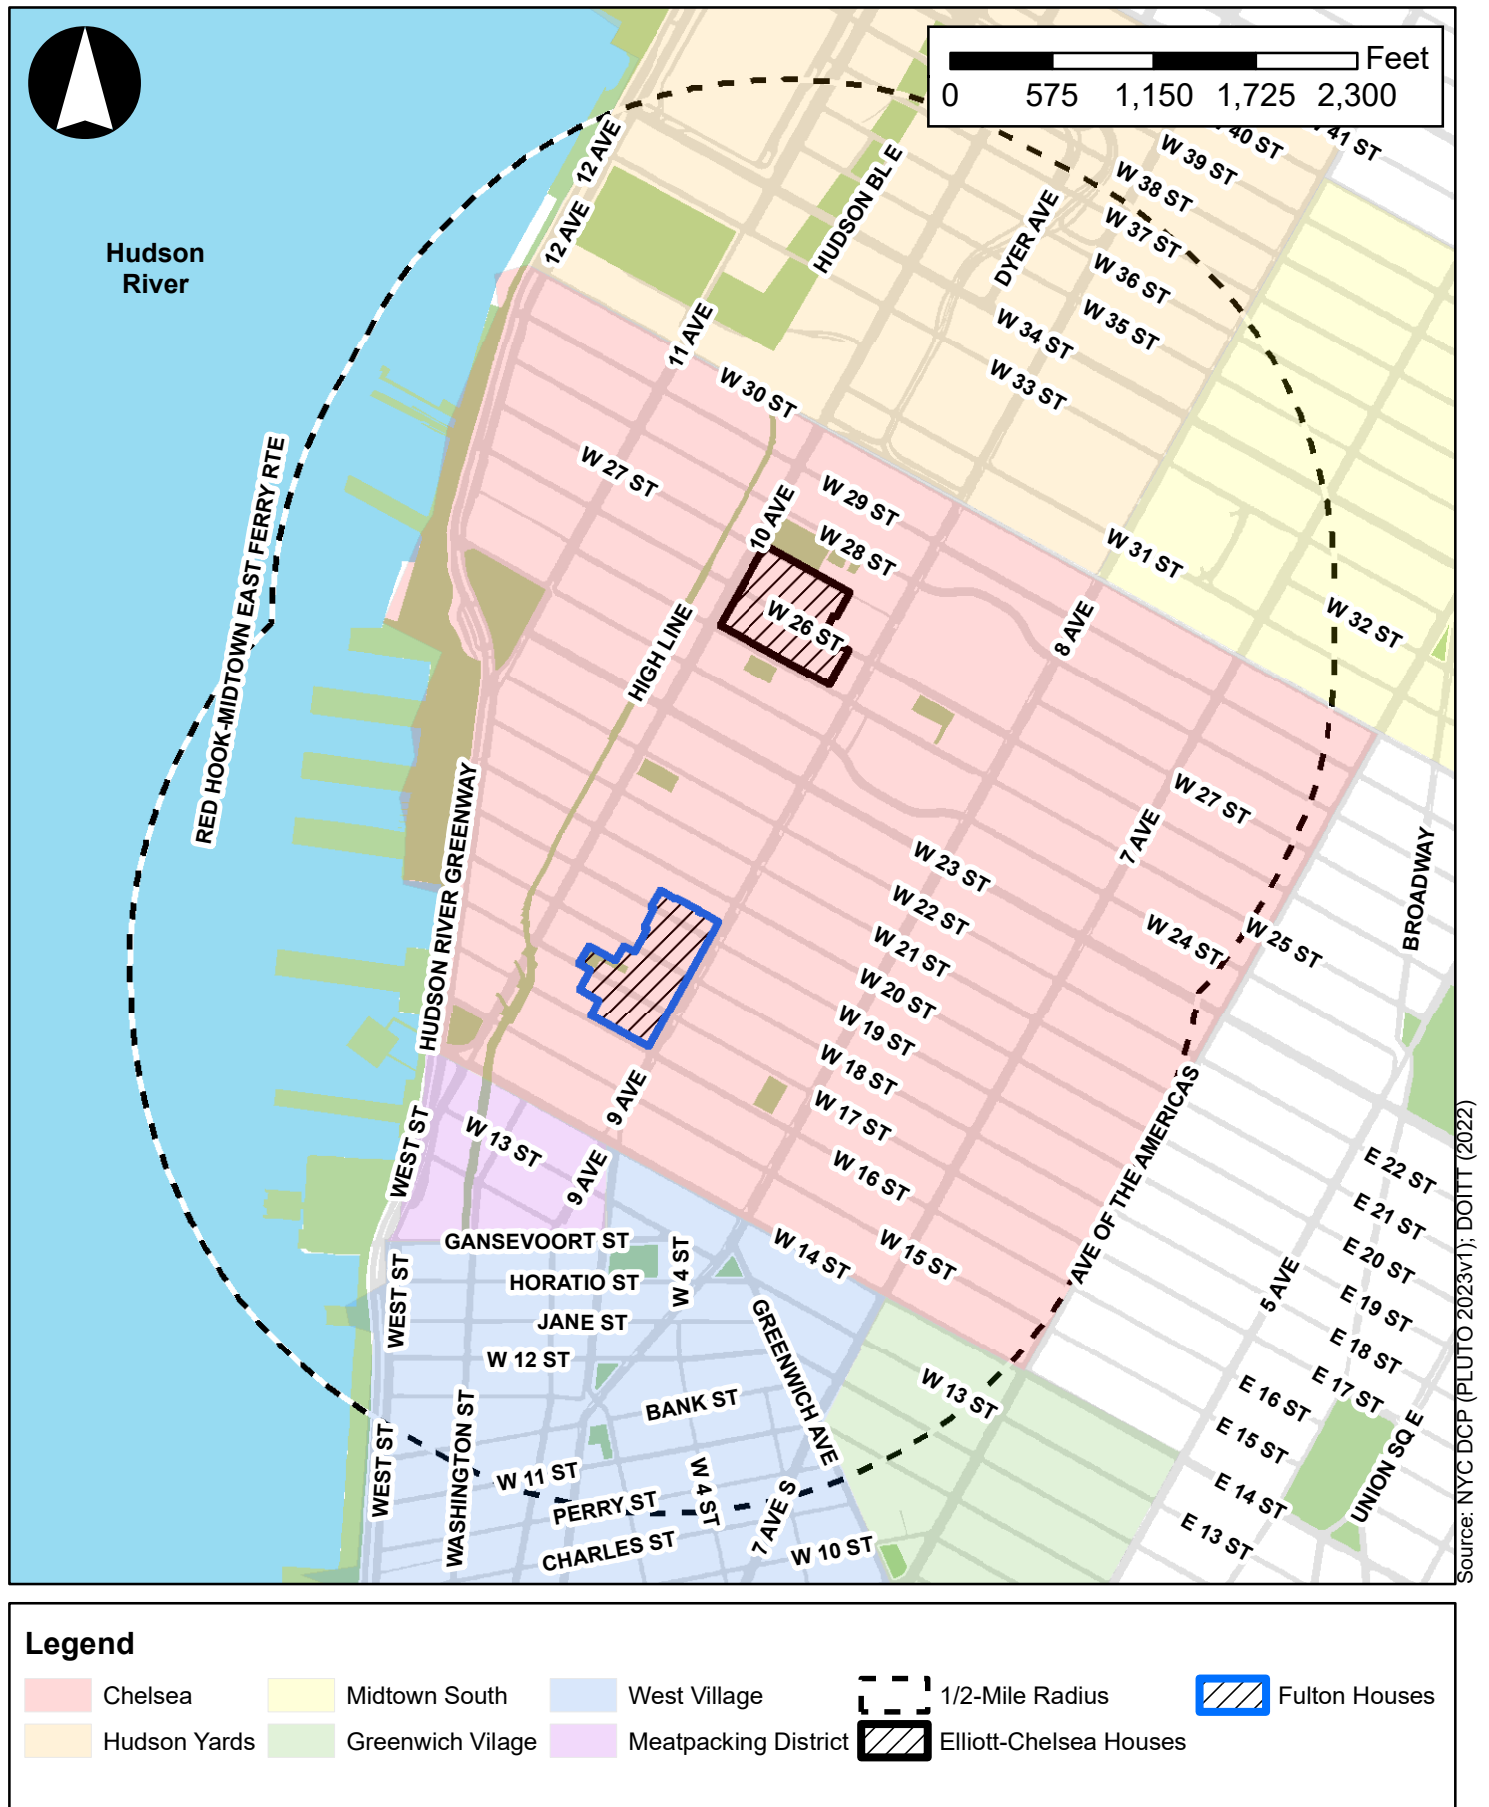 Feet
0 575 1,150 1,725 2,300
40 ST
41 ST
W 39 ST
W 38 ST
W 37 ST
W 36 ST
W 35 ST
W 34 ST
W 33 ST
12 AVE
12 AVE
HUDSON BL E
DYER AVE
Hudson
River
11 AVE
W 30 ST
W 27 ST
10 AVE
W 29 ST
W 28 ST
W 31 ST
W 26 ST
8 AVE
W 32 ST
HIGH LINE
RED HOOK-MIDTOWN EAST FERRY RTE
HUDSON RIVER GREENWAY
W 27 ST
7 AVE
BROADWAY
W 23 ST
W 22 ST
W 21 ST
W 20 ST
W 19 ST
W 18 ST
W 17 ST
W 16 ST
W 15 ST
W 14 ST
W 24 ST
W 25 ST
AVE OF THE AMERICAS
9 AVE
9 AVE
W 13 ST
WEST ST
GANSEVOORT ST
HORATIO ST
W 4 ST
JANE ST
W 12 ST
WEST ST
GREENWICH AVE
BANK ST
W 13 ST
WASHINGTON ST
WEST ST
W 11 ST
PERRY ST
W 4 ST
7 AVE S
CHARLES ST
W 10 ST
5 AVE
E 22 ST
E 21 ST
E 20 ST
E 19 ST
E 18 ST
E 17 ST
E 16 ST
E 15 ST
E 14 ST
E 13 ST
UNION SQ E
Source: NYC DCP (PLUTO 2023v1); DOITT (2022)
Legend
Chelsea
Midtown South
West Village
1/2-Mile Radius
Fulton Houses
Hudson Yards
Greenwich Vilage
Meatpacking District
Elliott-Chelsea Houses